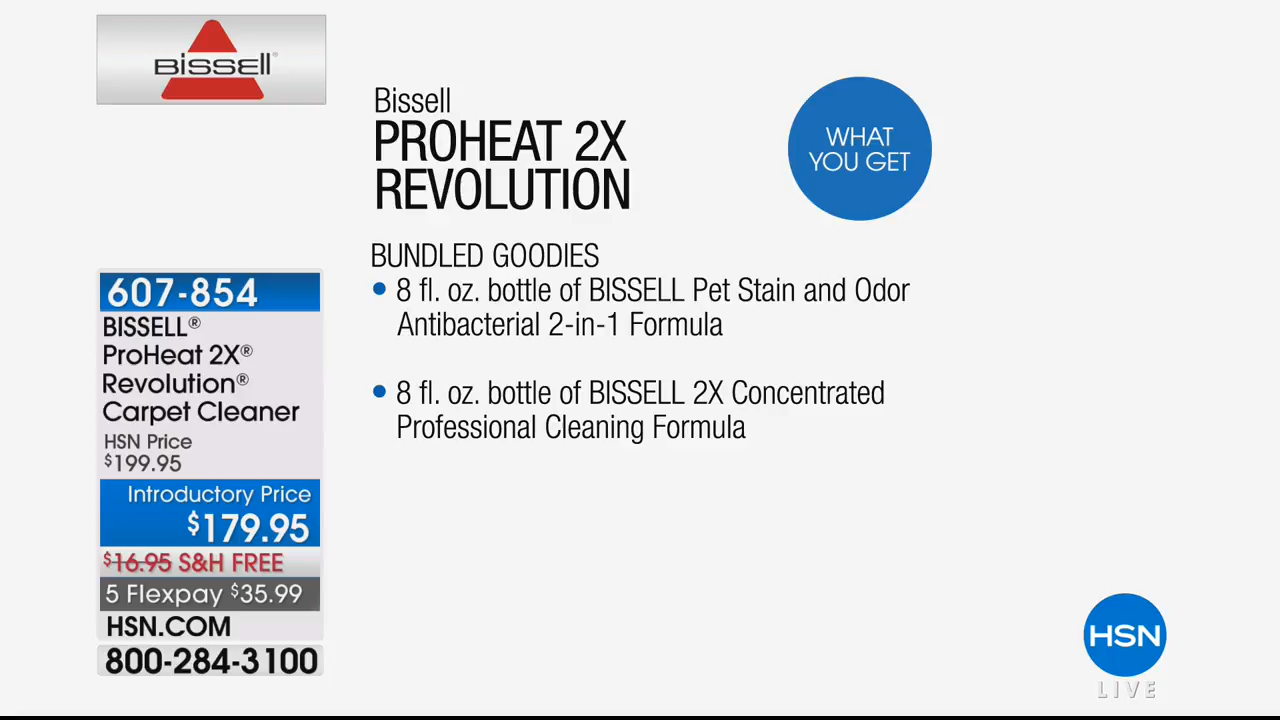 BISSELL®
Bissell
PROHEAT 2X
REVOLUTION
WHAT
YOU GET
BUNDLED GOODIES
• 8 fl. oz. bottle of BISSELL Pet Stain and Odor
Antibacterial 2-in-1 Formula
• 8 fl. oz. bottle of BISSELL 2X Concentrated
Professional Cleaning Formula
607-854
BISSELL®
ProHeat 2X®
Revolution®
Carpet Cleaner
HSN Price
$199.95
Introductory Price
$179.95
$16.95 S&H FREE
5 Flexpay $35.99
HSN.COM
800-284-3100
HSN
LIVE